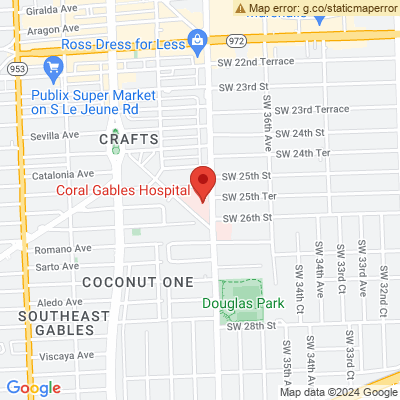 Giralda Ave
Aragon Ave
Map error: g.co/staticmaperror
Ross Dress for Less
972
SW 22nd Terrace
953
Publix Super Market
on S Le Jeune Rd
SW 23rd St
SW 36th Ave
SW 23rd Terrace
Sevilla Ave
CRAFTS
SW 24th St
SW 24th Ter
Catalonia Ave
SW 25th St
Coral Gables Hospital
SW 25th Ter
SW 26th St
Romano Ave
Sarto Ave
SW 34th Ave
SW 33rd Ct
SW 32nd Ct
SW 34th Ct
COCONUT ONE
Aledo Ave
Douglas Park
SOUTHEAST
GABLES
SW 28th St
Viscaya Ave
SW 35th Ave
SW 34th Ave
SW 33rd Ct
Google
Map data ©2024 Google